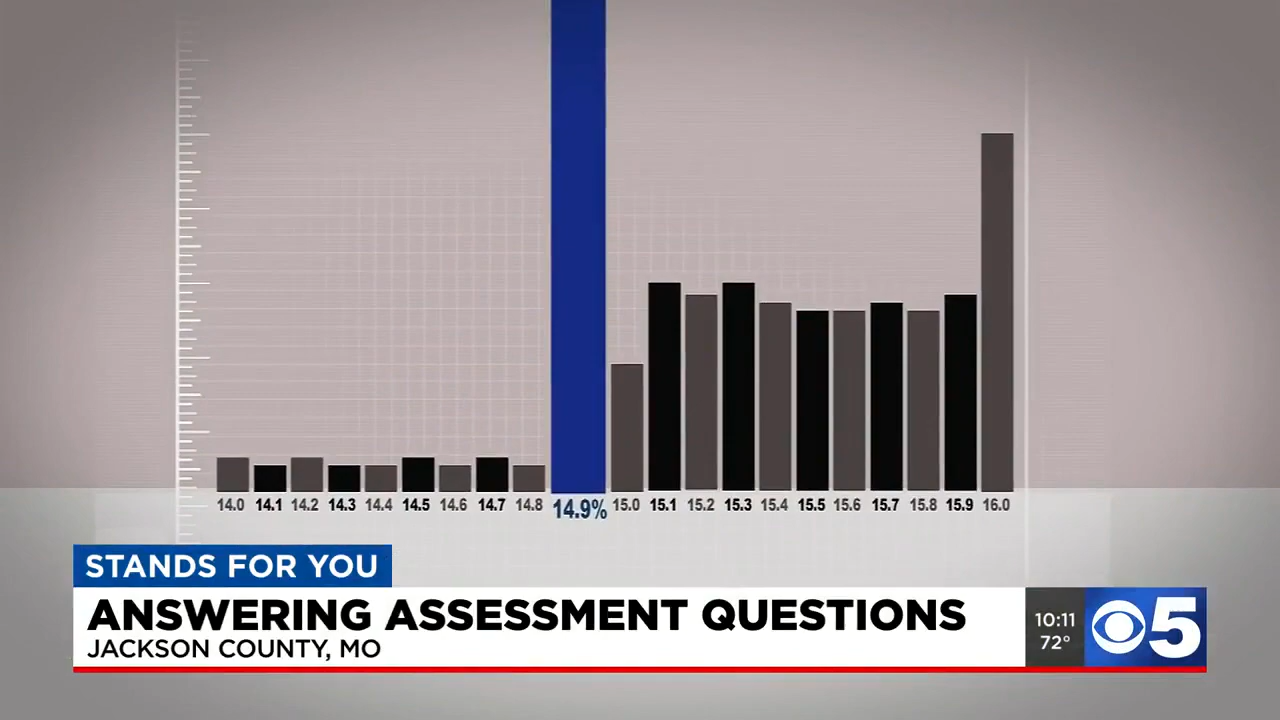 14.0 14.1 14.2 14.3 14.4 14.5 14.6 14.7 14.8 14.9% 15.0 15.1 15.2 15.3 15.4 15.5 15.6 15.7 15.8 15.9 16.0
STANDS FOR YOU
ANSWERING ASSESSMENT QUESTIONS
JACKSON COUNTY, MO
10:11
72°
5